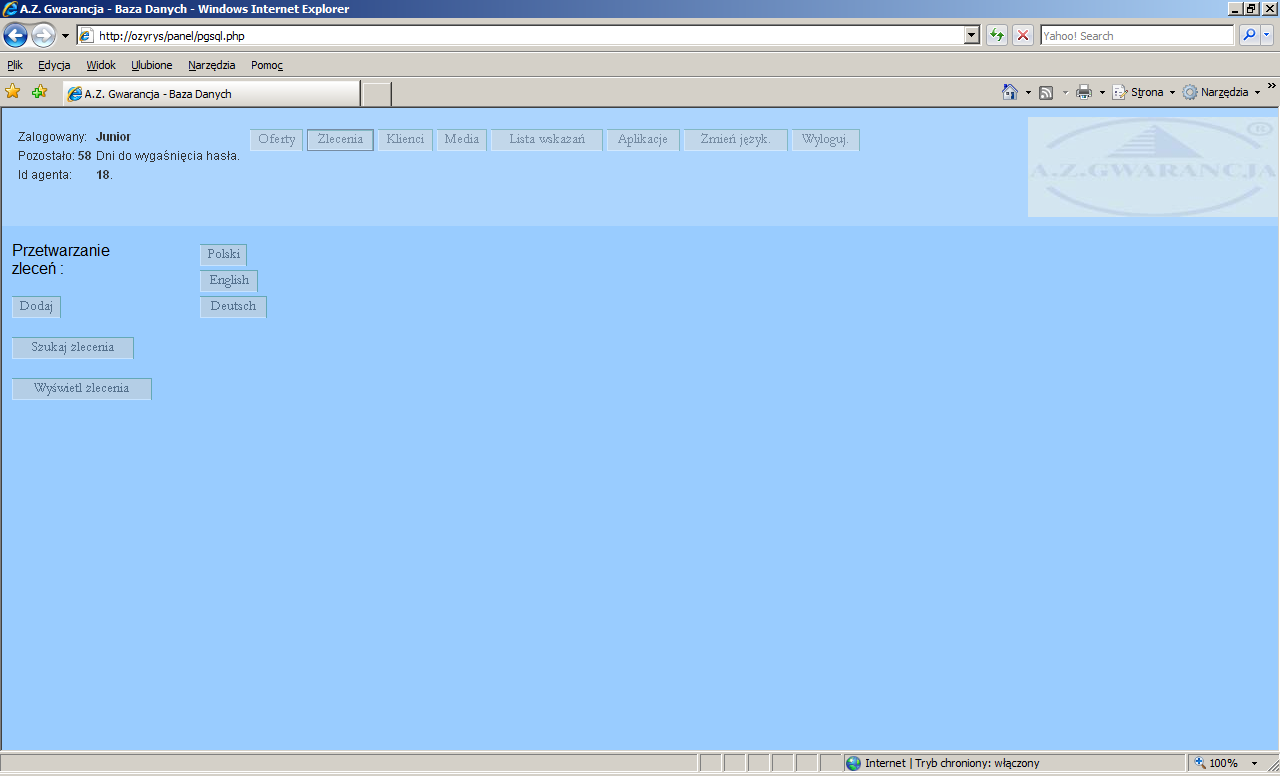 A.Z. Gwarancja - Baza Danych - Windows Internet Explorer
http://ozyrys/panel/pgsql.php
Yahoo! Search
Plik Edycja Widok Ulubione Narzędzia Pomoc
A.Z. Gwarancja - Baza Danych
Strona Narzędzia »
Zalogowany: Junior
Pozostało: 58 Dni do wygaśnięcia hasła.
Id agenta: 18.
Oferty Zlecenia Klienci Media Lista wskazań Aplikacje Zmień język. Wyloguj.
A.Z.GWARANCJA ®
Przetwarzanie
zleceń :
Polski
English
Dodaj
Deutsch
Szukaj zlecenia
Wyświetl zlecenia
Internet | Tryb chroniony: włączony
100%